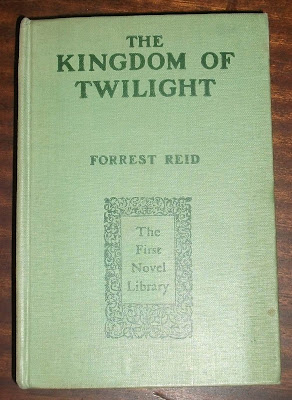 THE
KINGDOM OF
TWILIGHT
FORREST REID
The
First
Novel
Library